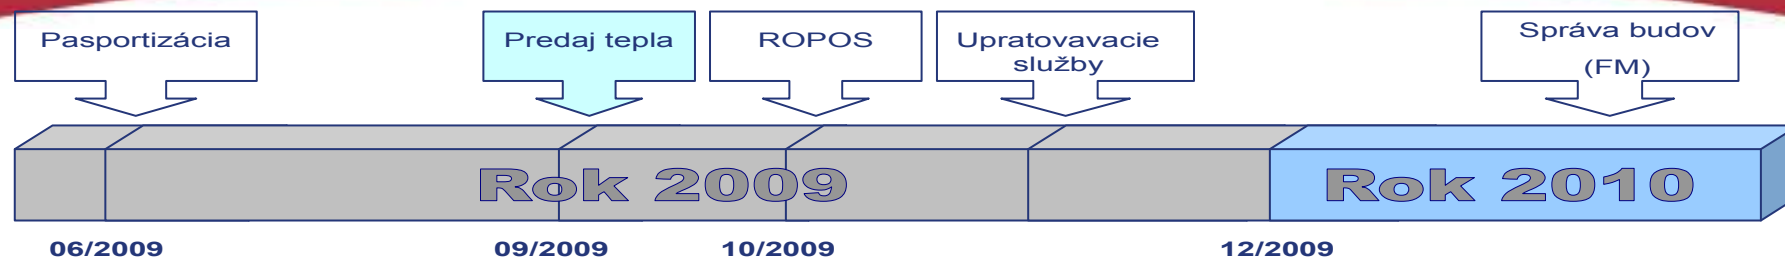 Pasportizácia
Predaj tepla
ROPOS
Upratovavacie
služby
Správa budov
(FM)
Rok 2009
Rok 2010
06/2009
09/2009
10/2009
12/2009